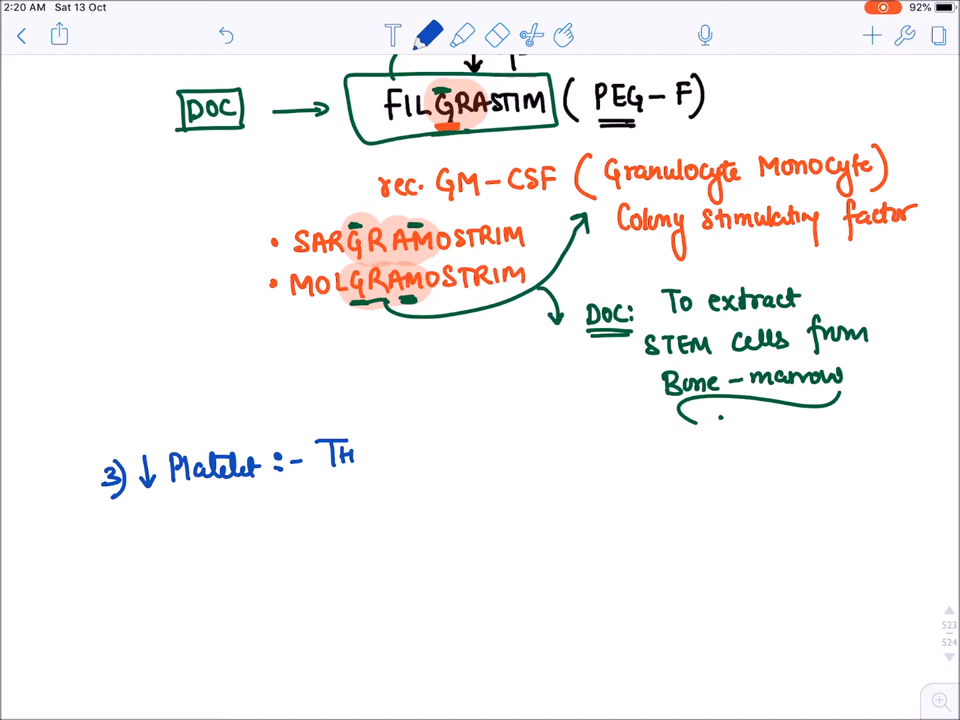 2:20 AM Sat 13 Oct
92%
T
DOC → FILGRASTIM (PEG-F)
rec. GM-CSF (Granulocyte Monocyte)
Colony stimulating factor
• SARGRAMOSTRIM
• MOLGRAMOSTRIM
DOC: To extract
STEM cells from
Bone-marrow
3) ↓ Platelet :- TH
523
524